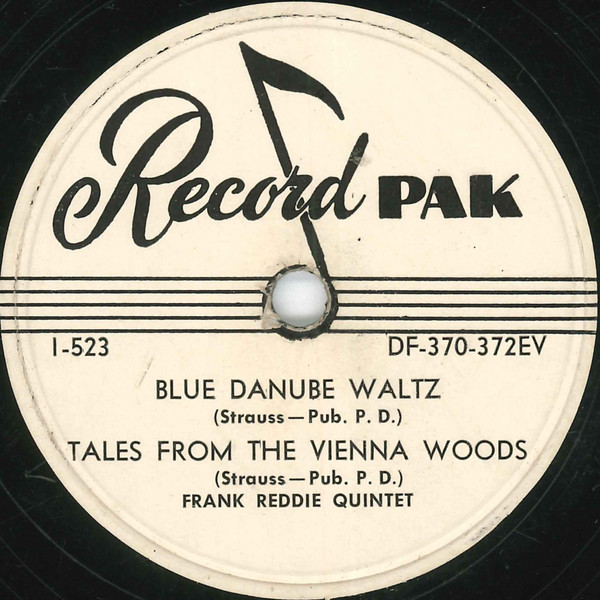 Record PAK
I-523 DF-370-372EV
BLUE DANUBE WALTZ
(Strauss—Pub. P. D.)
TALES FROM THE VIENNA WOODS
(Strauss—Pub. P. D.)
FRANK REDDIE QUINTET